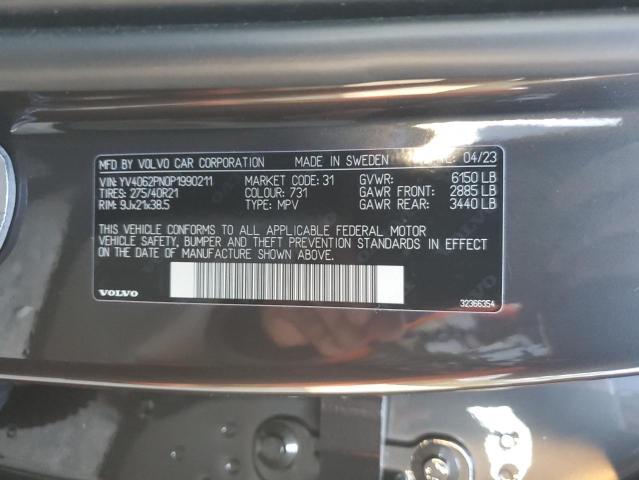 MFD BY VOLVO CAR CORPORATION MADE IN SWEDEN 04/23
VIN: YV4062PN0P1990211 MARKET CODE: 31 GVWR: 6150 LB
TIRES: 275/40R21 COLOUR: 731 GAWR FRONT: 2885 LB
RIM: 9Jx21x38.5 TYPE: MPV GAWR REAR: 3440 LB
THIS VEHICLE CONFORMS TO ALL APPLICABLE FEDERAL MOTOR
VEHICLE SAFETY, BUMPER AND THEFT PREVENTION STANDARDS IN EFFECT
ON THE DATE OF MANUFACTURE SHOWN ABOVE.
VOLVO 32366354